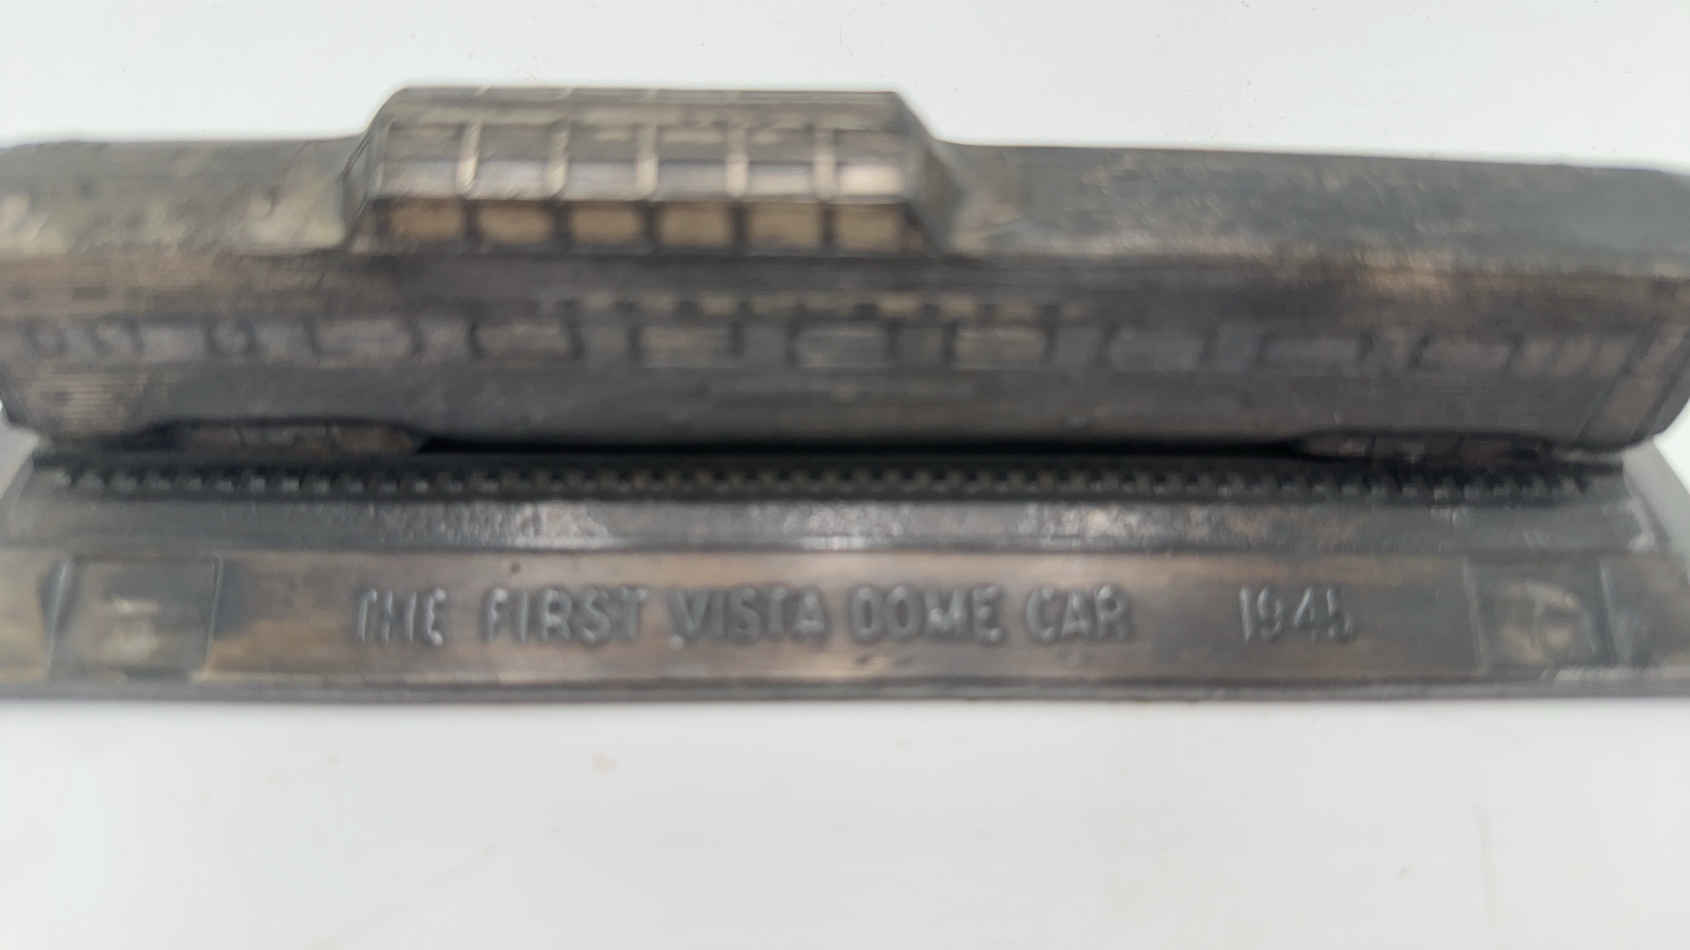 THE FIRST VISTA DOME CAR 1945